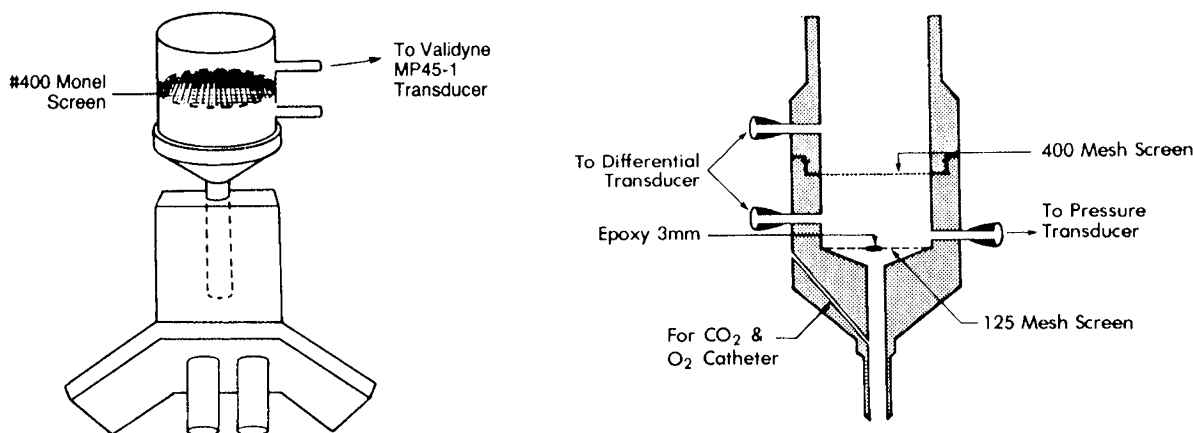 #400 Monel
Screen
To Validyne
MP45-1
Transducer
To Differential
Transducer
Epoxy 3mm
For CO₂ &
O₂ Catheter
400 Mesh Screen
To Pressure
Transducer
125 Mesh Screen